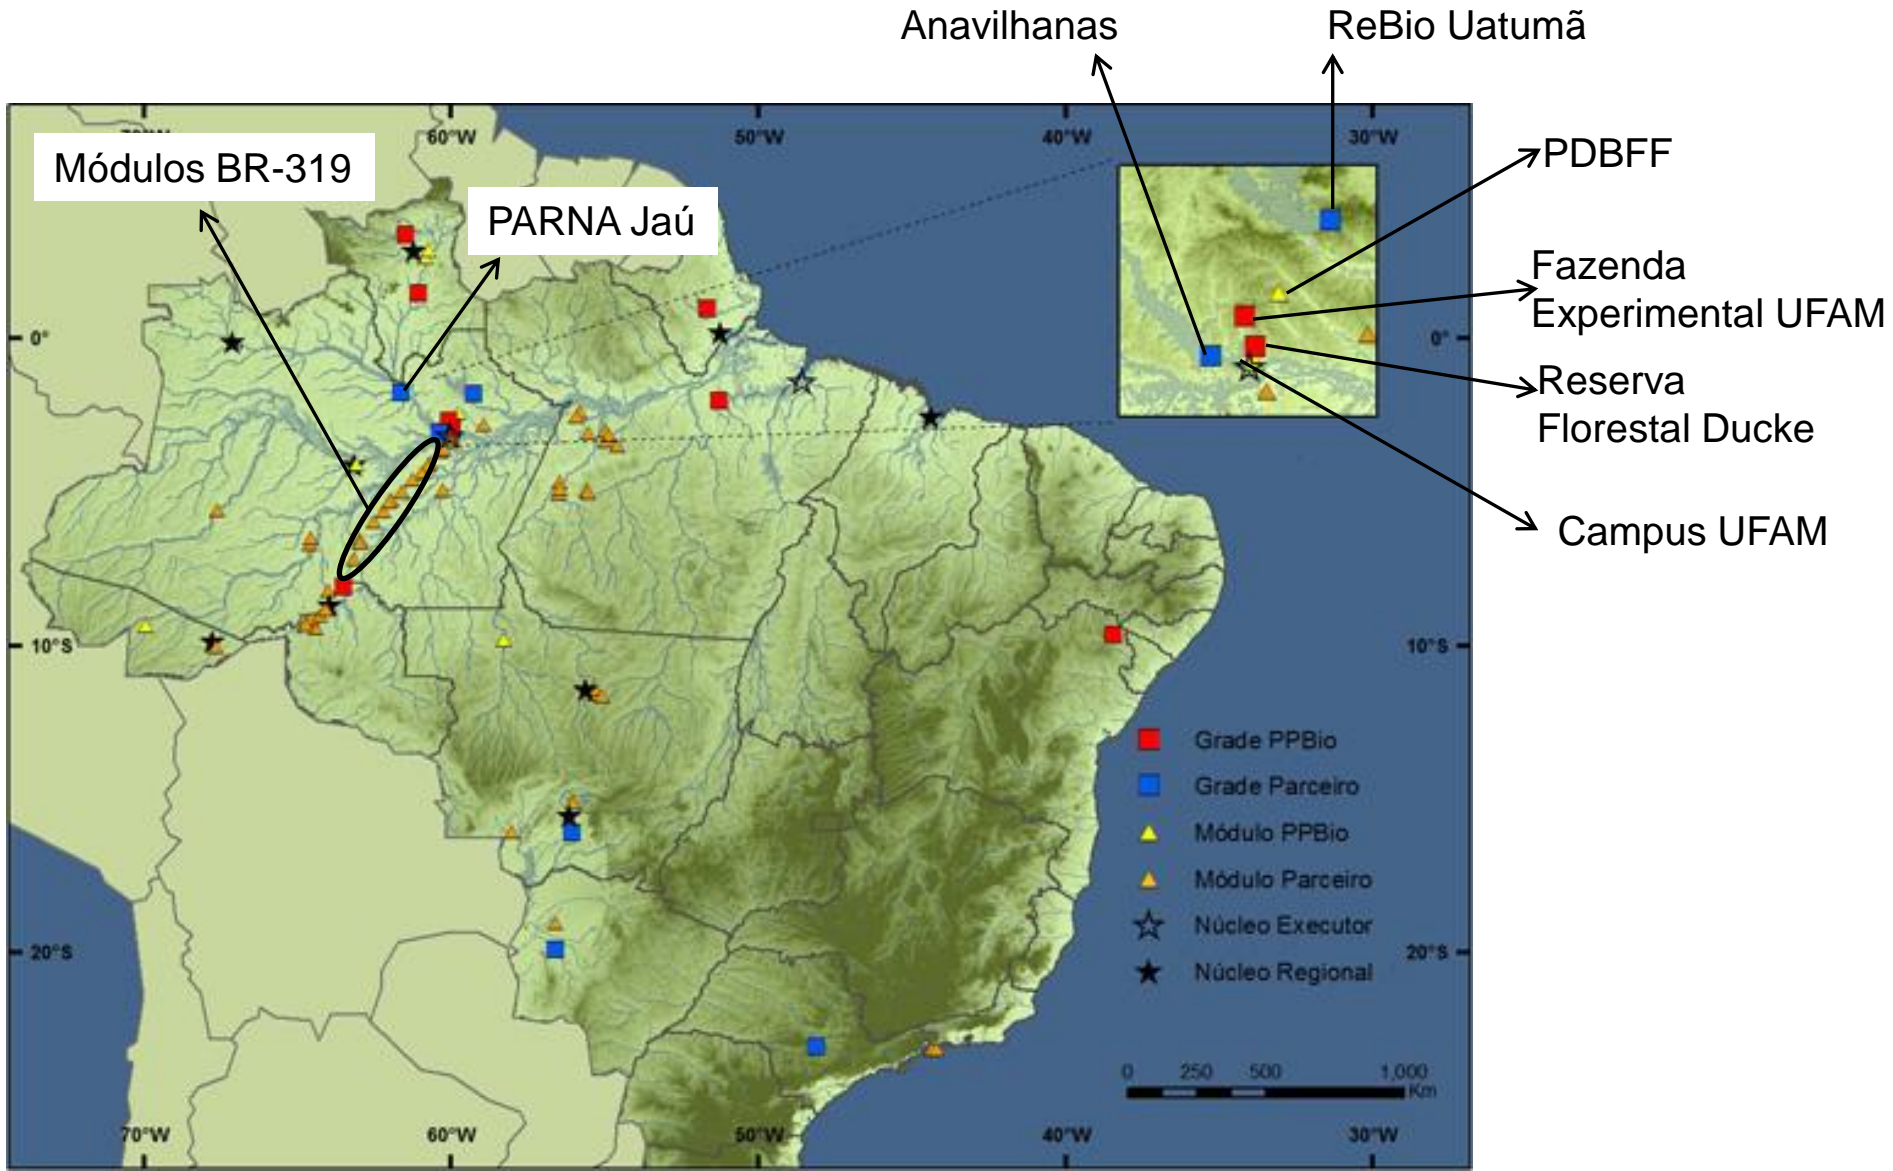 Anavilhanas
ReBio Uatumã
60°W
50°W
40°W
30°W
Módulos BR-319
PARNA Jaú
PDBFF
Fazenda
Experimental UFAM
0°
0°
Reserva
Florestal Ducke
Campus UFAM
10°S
10°S
Grade PPBio
Grade Parceiro
Módulo PPBio
Módulo Parceiro
Núcleo Executor
Núcleo Regional
20°S
20°S
0 250 500 1,000
Km
70°W
60°W
50°W
40°W
30°W